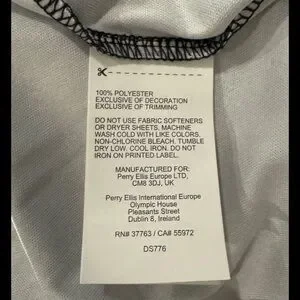 100% POLYESTER
EXCLUSIVE OF DECORATION
EXCLUSIVE OF TRIMMING
DO NOT USE FABRIC SOFTENERS
OR DRYER SHEETS, MACHINE
WASH COLD WITH LIKE COLORS.
NON-CHLORINE BLEACH. TUMBLE
DRY LOW. COOL IRON. DO NOT
IRON ON PRINTED LABEL.
MANUFACTURED FOR:
Perry Ellis Europe LTD,
CM8 3DJ, UK
Perry Ellis International Europe
Olympic House
Pleasants Street
Dublin 8, Ireland
RN# 37763 / CA# 55972
DS776